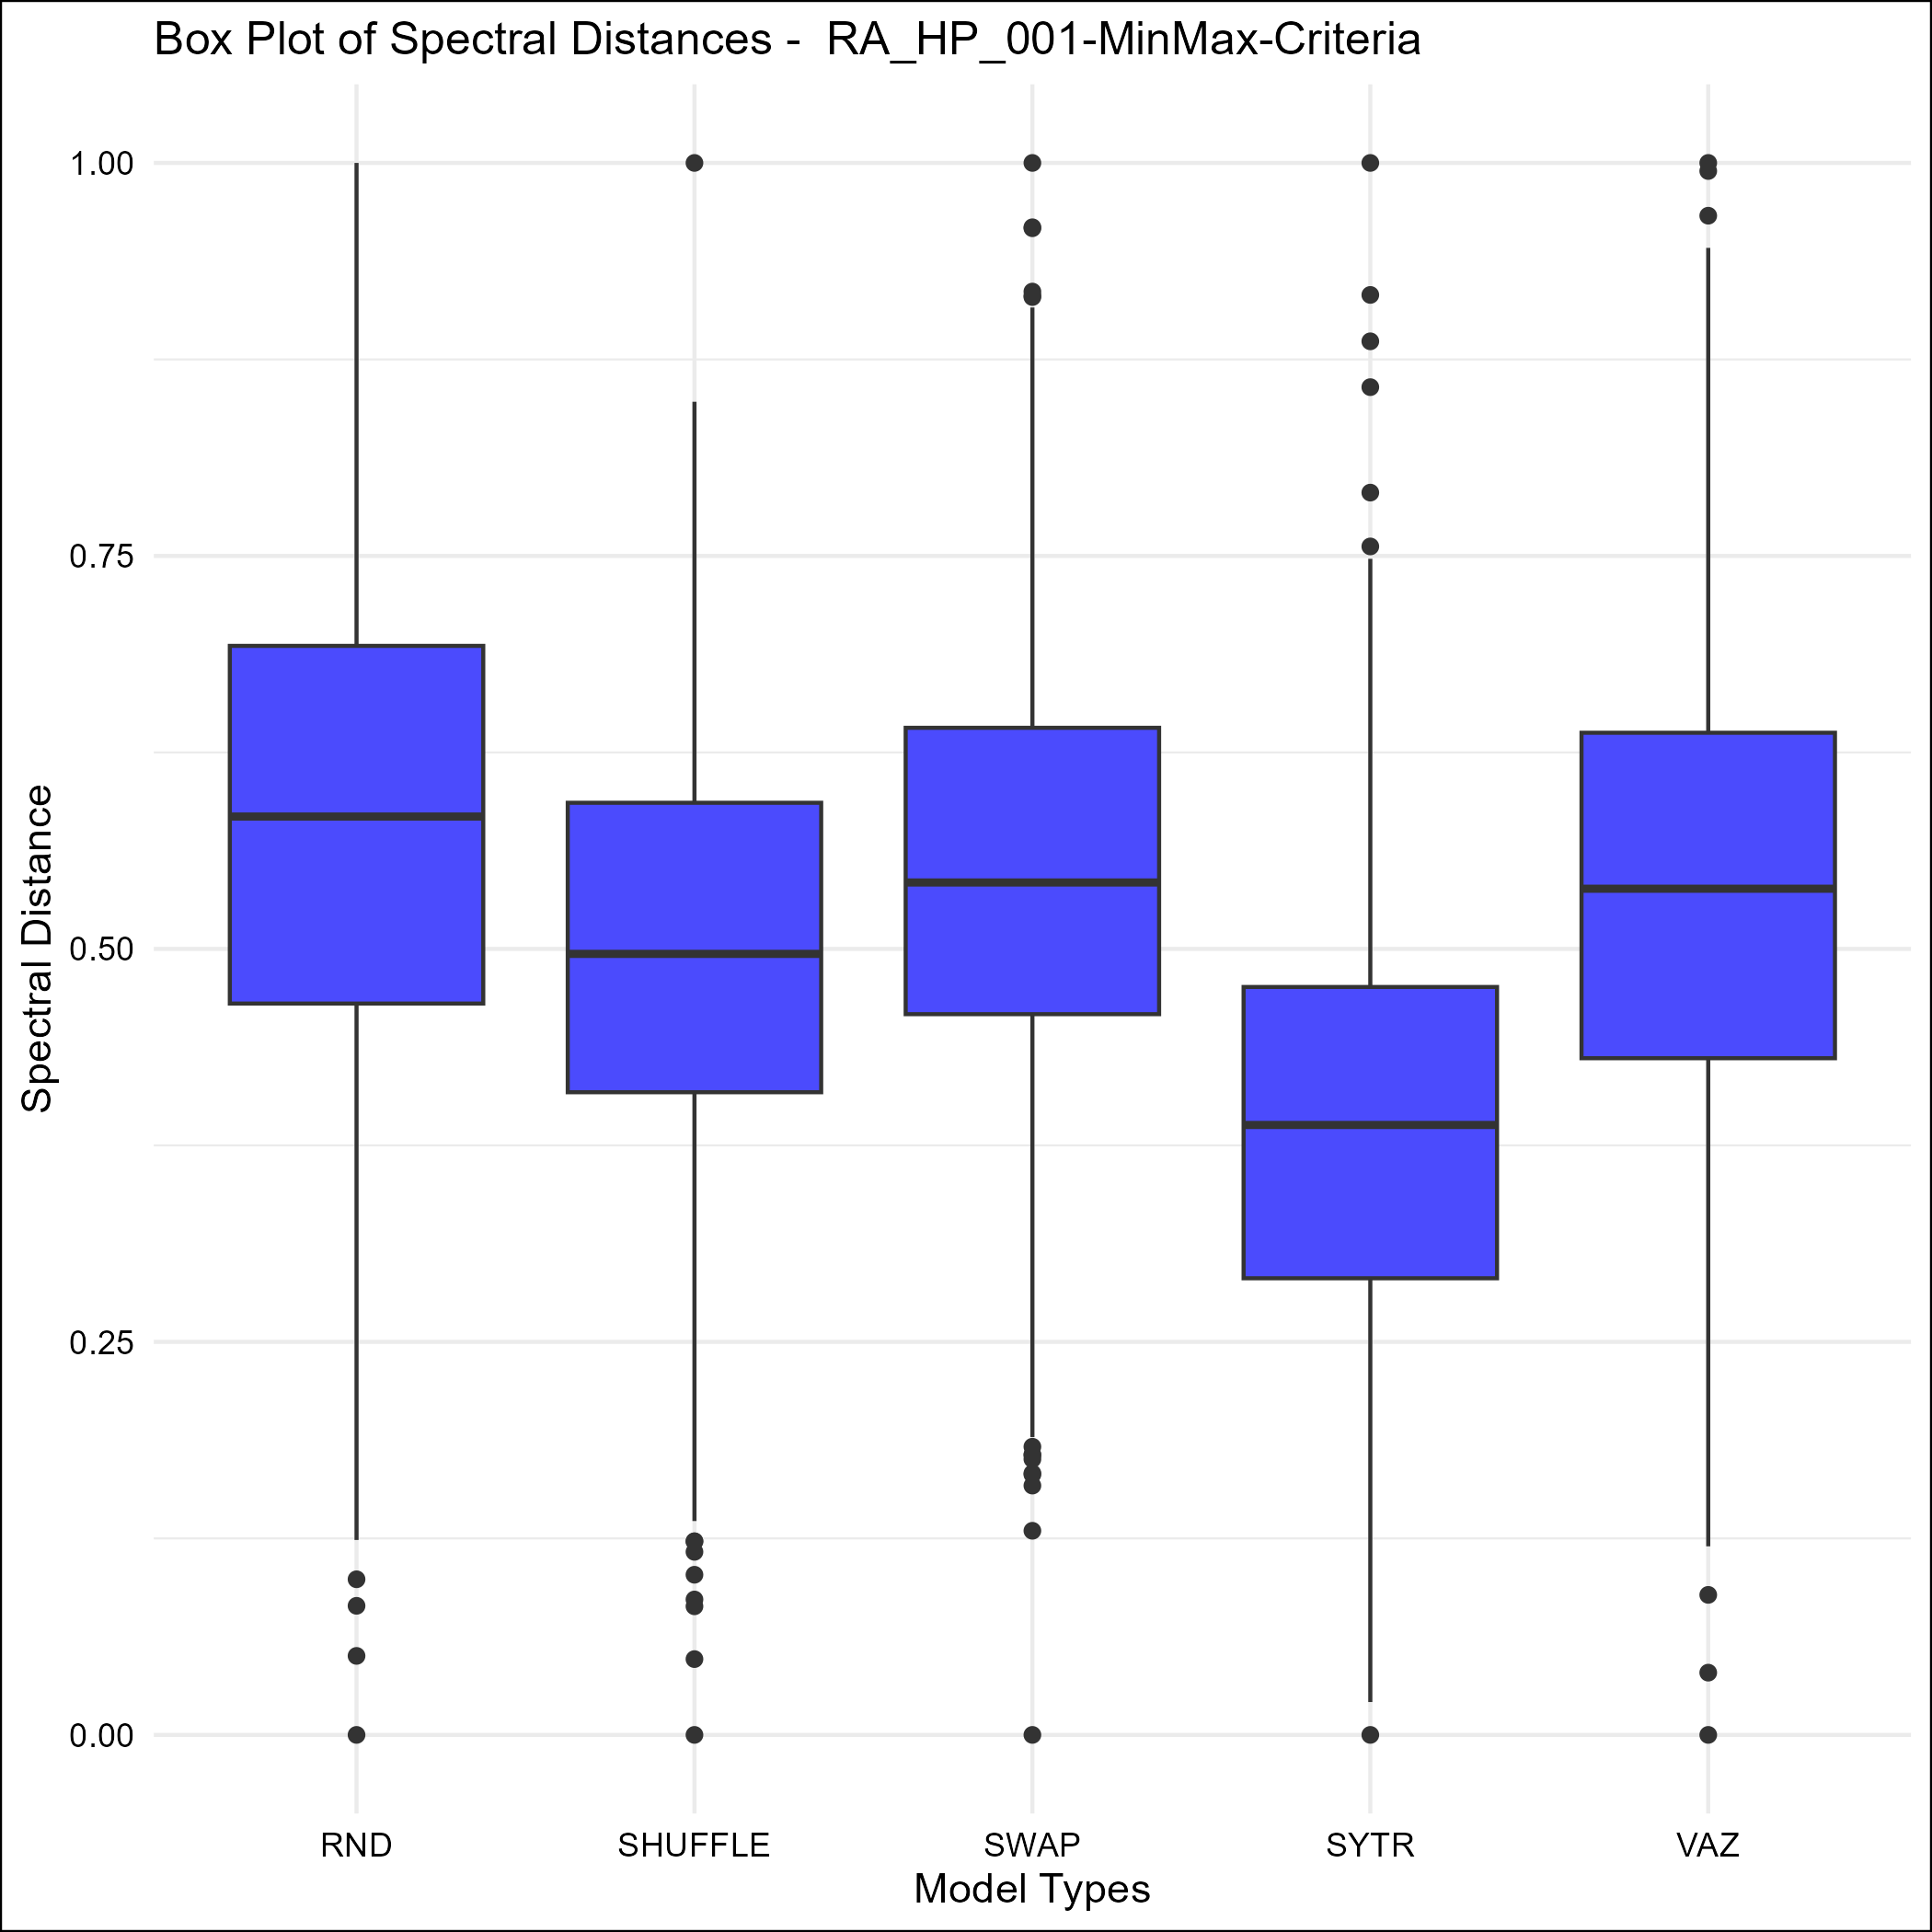 Box Plot of Spectral Distances -  RA_HP_001-MinMax-Criteria
1.00
0.75
0.50
0.25
0.00
Spectral Distance
RND SHUFFLE SWAP SYTR VAZ
Model Types